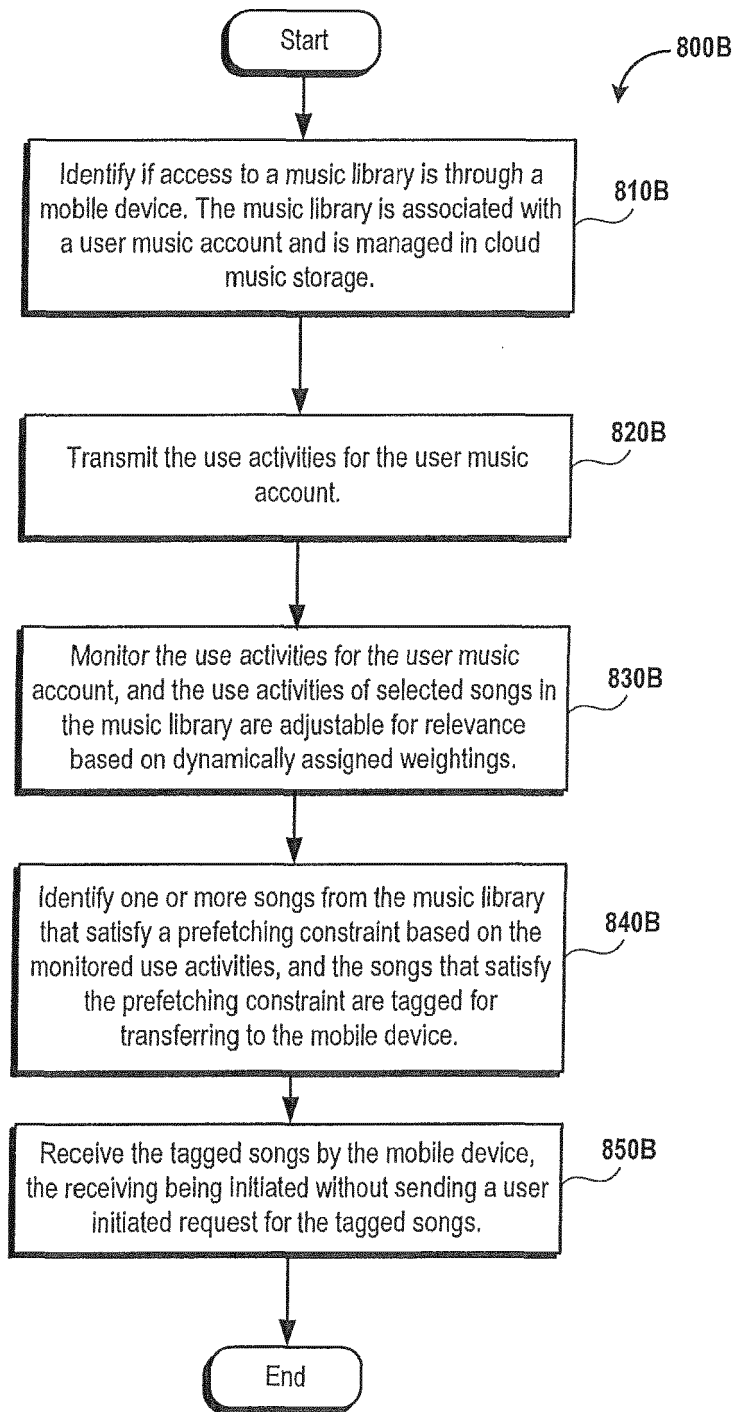 Start
800B
Identify if access to a music library is through a
mobile device. The music library is associated with
a user music account and is managed in cloud
music storage.
810B
Transmit the use activities for the user music
account.
820B
Monitor the use activities for the user music
account, and the use activities of selected songs in
the music library are adjustable for relevance
based on dynamically assigned weightings.
830B
Identify one or more songs from the music library
that satisfy a prefetching constraint based on the
monitored use activities, and the songs that satisfy
the prefetching constraint are tagged for
transferring to the mobile device.
840B
Receive the tagged songs by the mobile device,
the receiving being initiated without sending a user
initiated request for the tagged songs.
850B
End